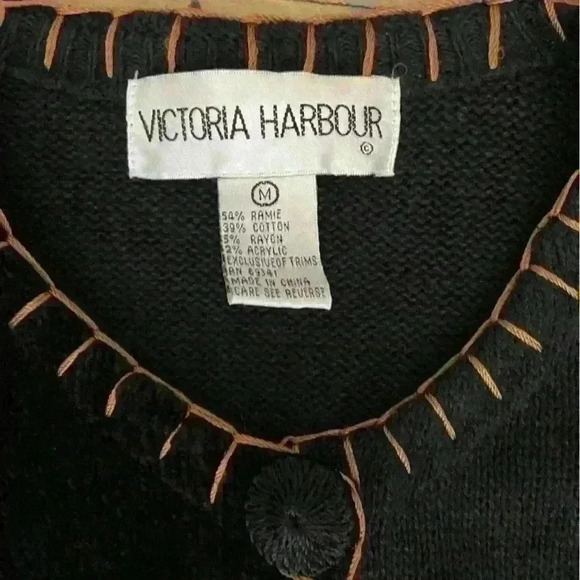 VICTORIA HARBOUR
©
M
54% RAMIE
39% COTTON
5% RAYON
2% ACRYLIC
EXCLUSIVE OF TRIMS
RN 69341
MADE IN CHINA
CARE SEE REVERSE